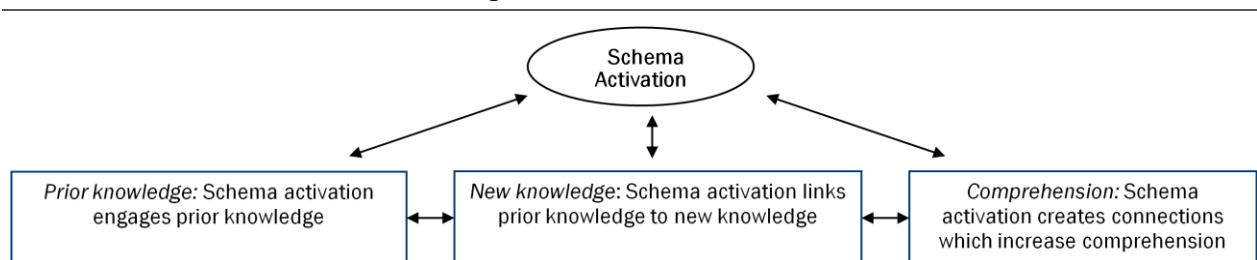 Schema
Activation
Prior knowledge: Schema activation
engages prior knowledge
New knowledge: Schema activation links
prior knowledge to new knowledge
Comprehension: Schema
activation creates connections
which increase comprehension